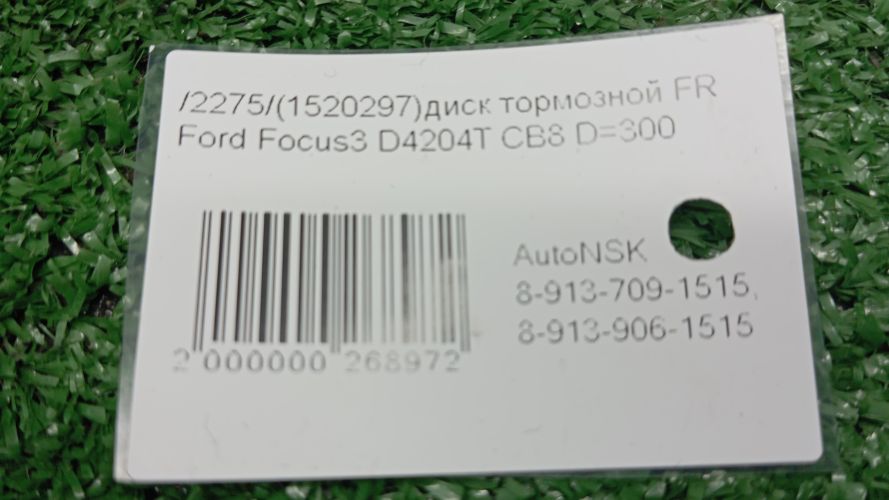 /2275/(1520297)диск тормозной FR
Ford Focus3 D4204T CB8 D=300
AutoNSK
8-913-709-1515,
8-913-906-1515
2 000000 268972